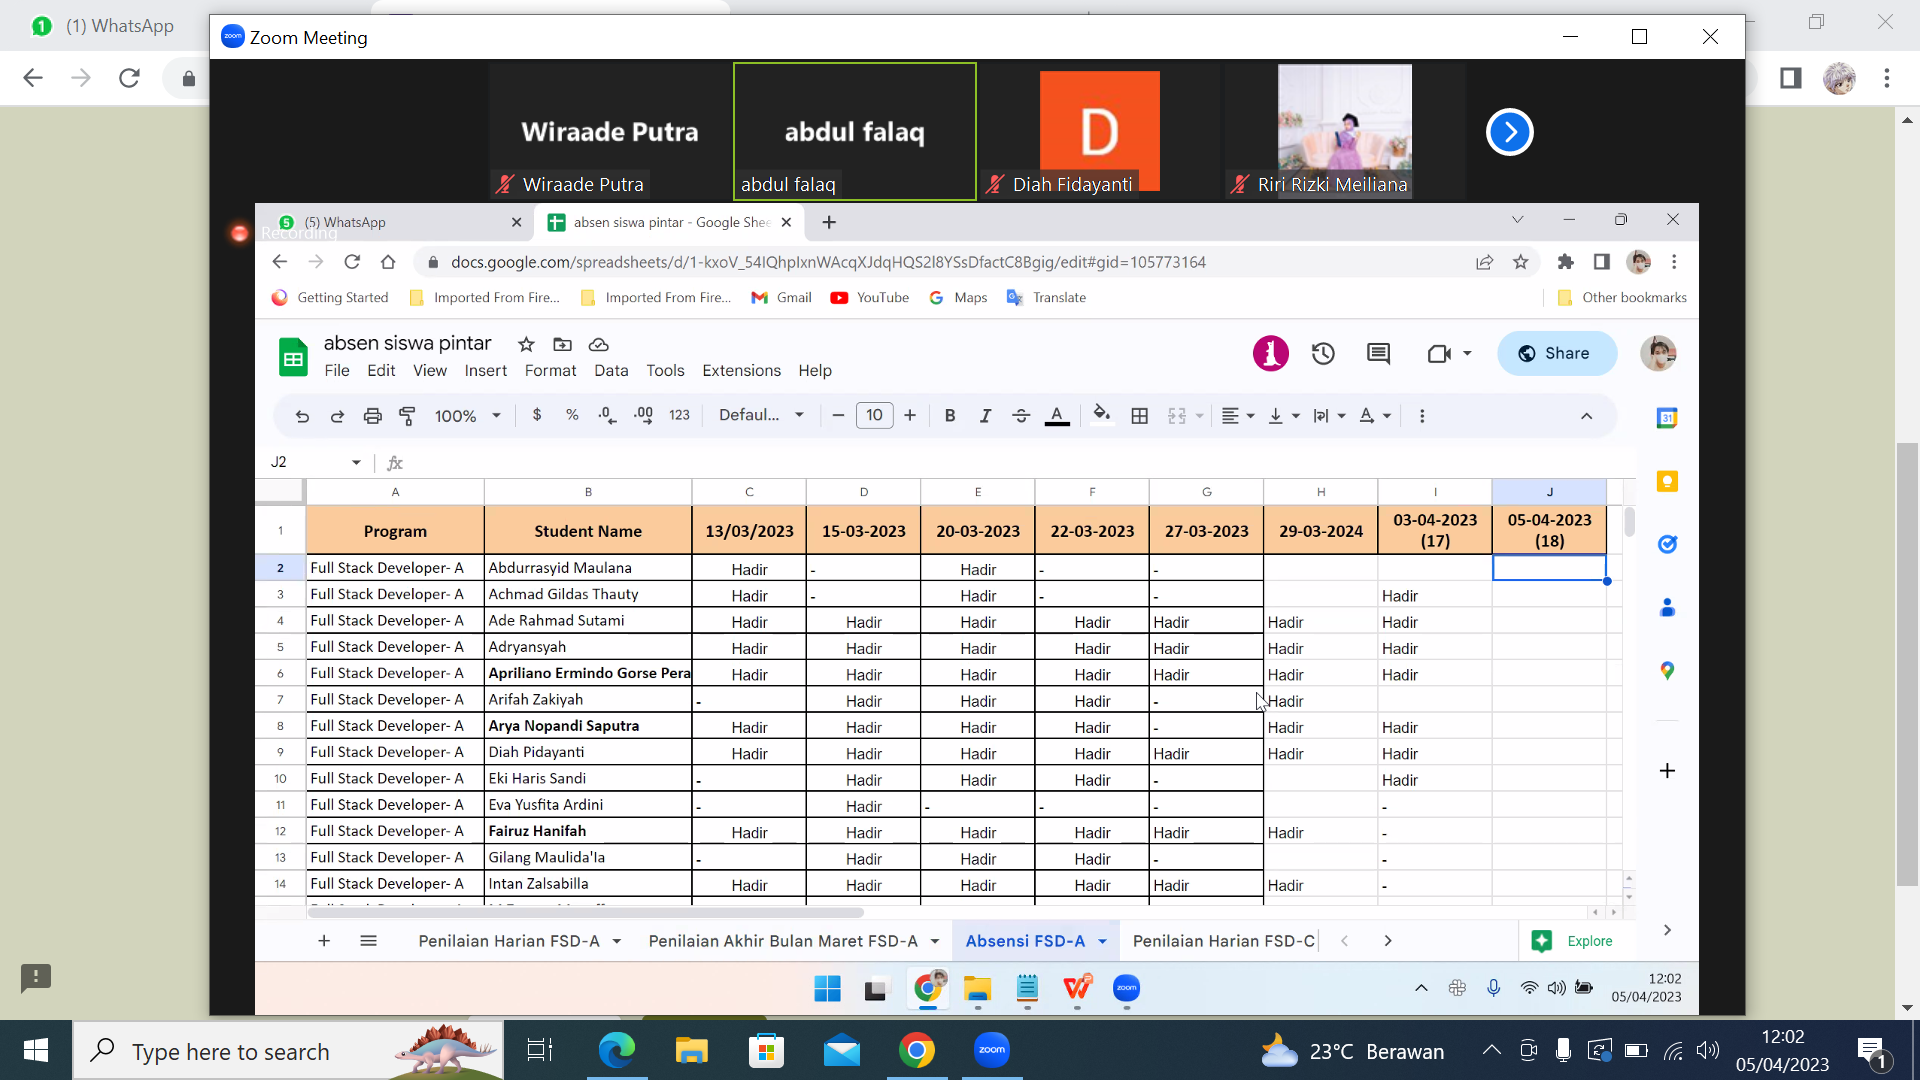 (1) WhatsApp
Zoom Meeting
Wiraade Putra
abdul falaq
D
Wiraade Putra
abdul falaq
Diah Fidayanti
Riri Rizki Meiliana
Recording
(5) WhatsApp
absen siswa pintar - Google Shee
docs.google.com/spreadsheets/d/1-kxoV_54IQhpIxnWAcqXJdqHQS2l8YSsDfactC8Bgig/edit#gid=105773164
Getting Started Imported From Fire... Imported From Fire... Gmail YouTube Maps Translate Other bookmarks
absen siswa pintar
Share
File Edit View Insert Format Data Tools Extensions Help
100% $ % .0 .00 123 Defaul... 10 B I S A
J2 fx
A B C D E F G H I J
1 Program Student Name 13/03/2023 15-03-2023 20-03-2023 22-03-2023 27-03-2023 29-03-2024 03-04-2023 (17) 05-04-2023 (18)
2 Full Stack Developer- A Abdurrasyid Maulana Hadir - Hadir - -
3 Full Stack Developer- A Achmad Gildas Thauty Hadir - Hadir - - Hadir
4 Full Stack Developer- A Ade Rahmad Sutami Hadir Hadir Hadir Hadir Hadir Hadir Hadir
5 Full Stack Developer- A Adryansyah Hadir Hadir Hadir Hadir Hadir Hadir Hadir
6 Full Stack Developer- A Apriliano Ermindo Gorse Pera Hadir Hadir Hadir Hadir Hadir Hadir Hadir
7 Full Stack Developer- A Arifah Zakiyah - Hadir Hadir Hadir - Hadir
8 Full Stack Developer- A Arya Nopandi Saputra Hadir Hadir Hadir Hadir - Hadir Hadir
9 Full Stack Developer- A Diah Pidayanti Hadir Hadir Hadir Hadir Hadir Hadir Hadir
10 Full Stack Developer- A Eki Haris Sandi - Hadir Hadir Hadir - Hadir
11 Full Stack Developer- A Eva Yusfita Ardini - Hadir - - - -
12 Full Stack Developer- A Fairuz Hanifah Hadir Hadir Hadir Hadir Hadir Hadir -
13 Full Stack Developer- A Gilang Maulida'la - Hadir Hadir Hadir - -
14 Full Stack Developer- A Intan Zalsabilla Hadir Hadir Hadir Hadir Hadir Hadir -
Penilaian Harian FSD-A Penilaian Akhir Bulan Maret FSD-A Absensi FSD-A Penilaian Harian FSD-C Explore
12:02
05/04/2023
Type here to search
23°C Berawan
12:02
05/04/2023
1